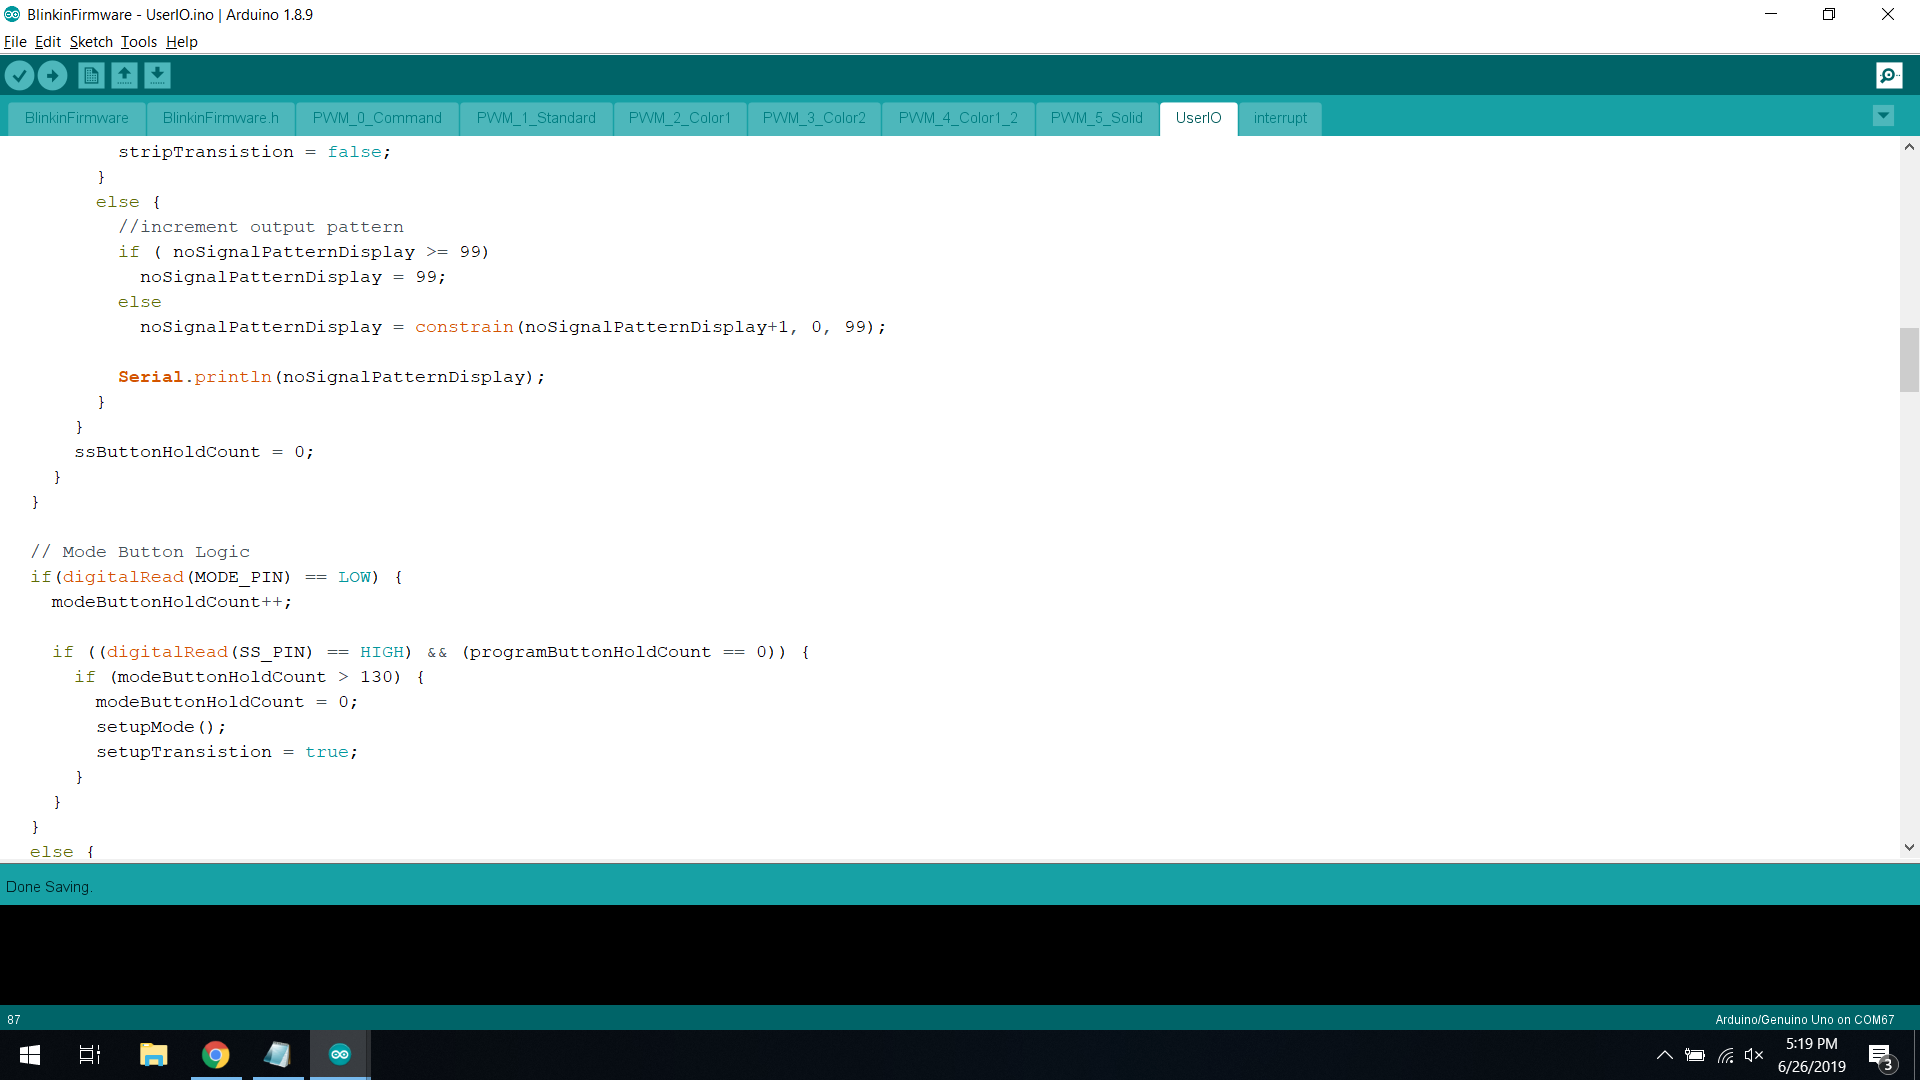 BlinkinFirmware - UserIO.ino | Arduino 1.8.9
File Edit Sketch Tools Help
BlinkinFirmware BlinkinFirmware.h PWM_0_Command PWM_1_Standard PWM_2_Color1 PWM_3_Color2 PWM_4_Color1_2 PWM_5_Solid UserIO interrupt
stripTransistion = false;
}
else {
//increment output pattern
if ( noSignalPatternDisplay >= 99)
noSignalPatternDisplay = 99;
else
noSignalPatternDisplay = constrain(noSignalPatternDisplay+1, 0, 99);
Serial.println(noSignalPatternDisplay);
}
}
ssButtonHoldCount = 0;
}
}
// Mode Button Logic
if(digitalRead(MODE_PIN) == LOW) {
modeButtonHoldCount++;
if ((digitalRead(SS_PIN) == HIGH) && (programButtonHoldCount == 0)) {
if (modeButtonHoldCount > 130) {
modeButtonHoldCount = 0;
setupMode();
setupTransistion = true;
}
}
}
else {
Done Saving.
87
Arduino/Genuino Uno on COM67
5:19 PM
6/26/2019
3